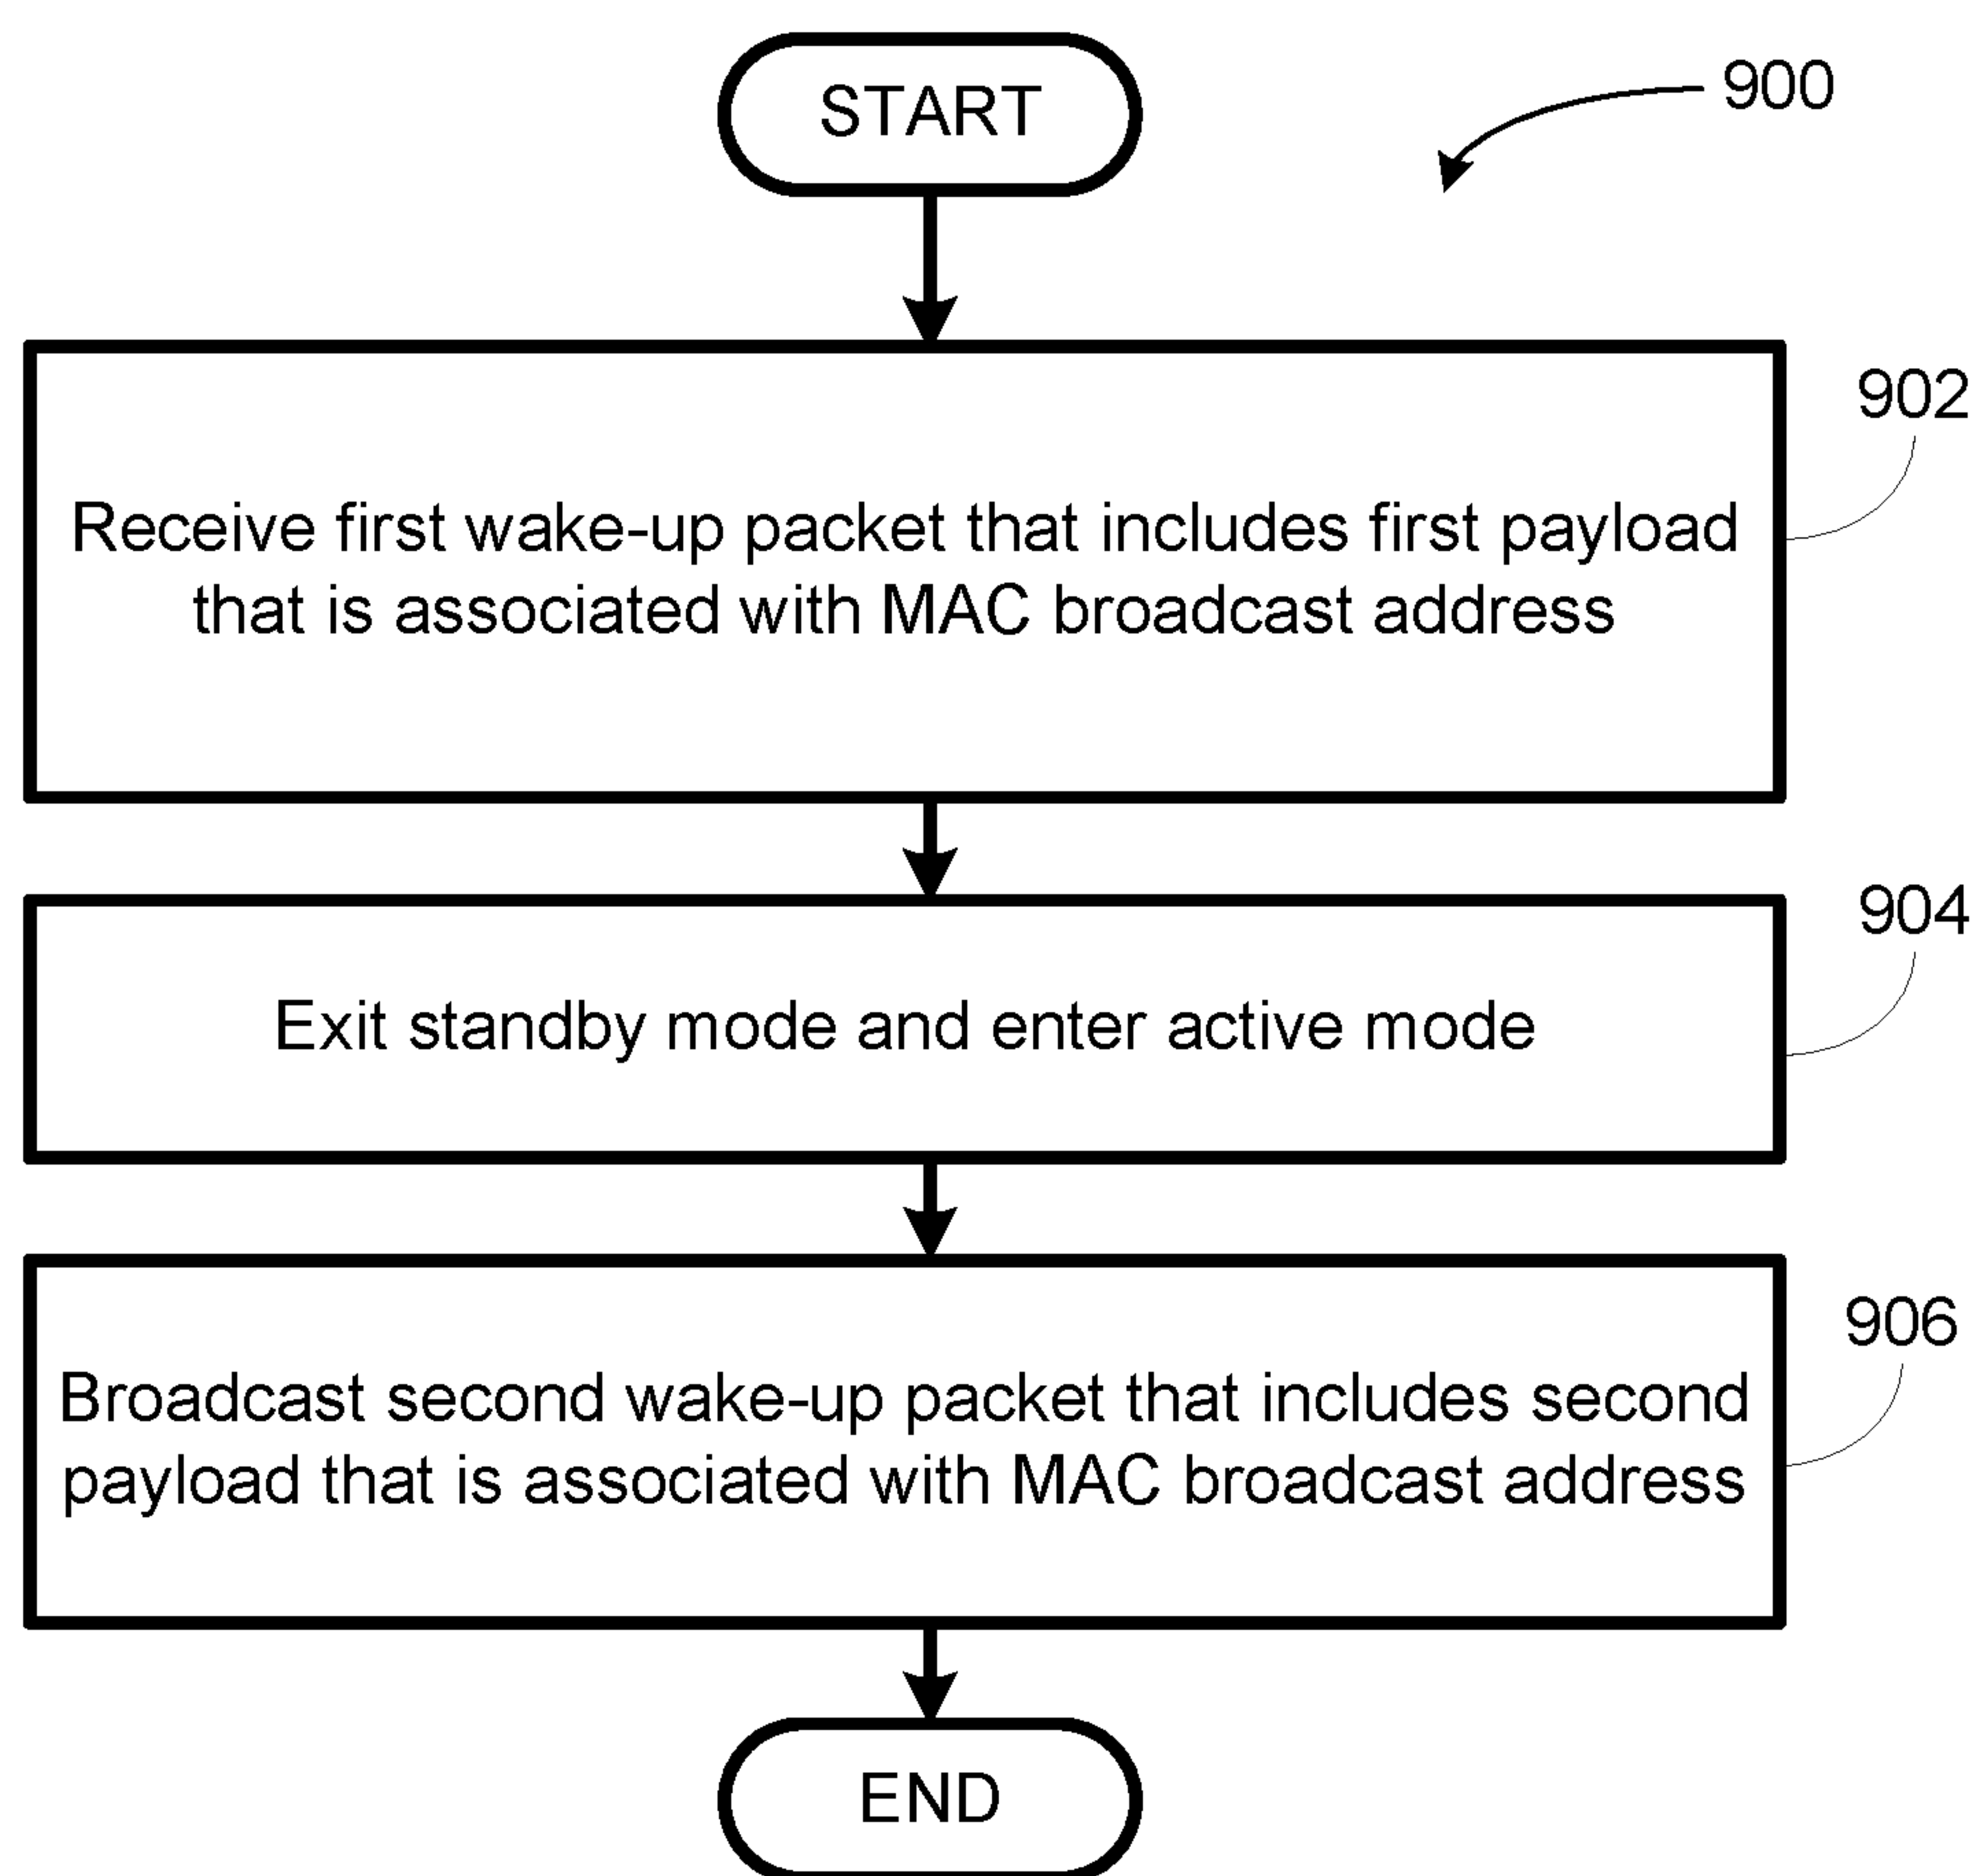 START
900
902
Receive first wake-up packet that includes first payload
that is associated with MAC broadcast address
904
Exit standby mode and enter active mode
906
Broadcast second wake-up packet that includes second
payload that is associated with MAC broadcast address
END